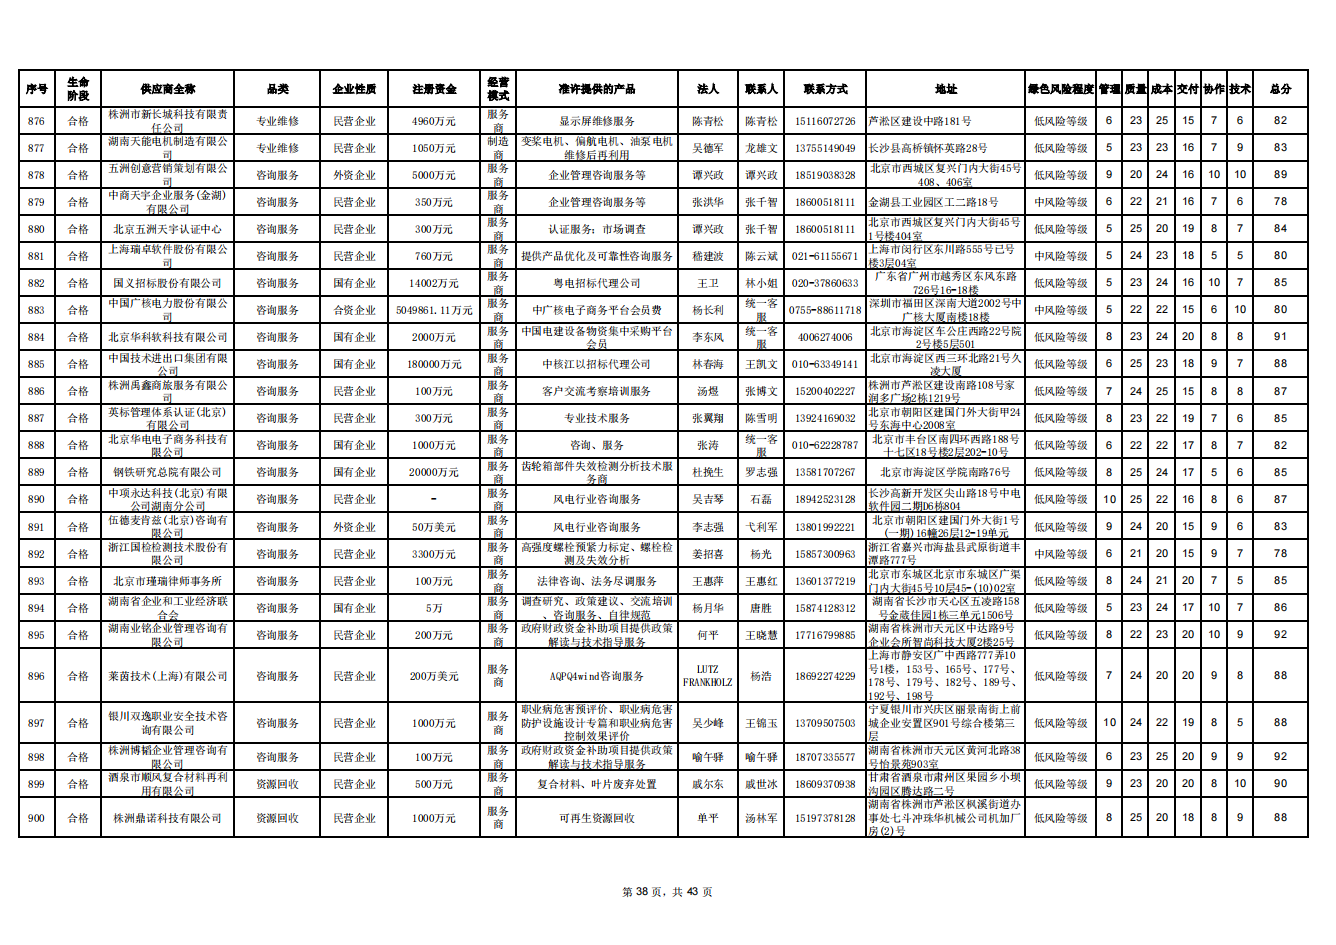 序号 生命阶段 供应商全称 品类 企业性质 注册资金 经营模式 准许提供的产品 法人 联系人 联系方式 地址 绿色风险程度 管理 质量 成本 交付 协作 技术 总分
876 合格 株洲市新长城科技有限责任公司 专业维修 民营企业 4960万元 服务商 显示屏维修服务 陈青松 陈青松 15116072726 芦淞区建设中路181号 低风险等级 6 23 25 15 7 6 82
877 合格 湖南天能电机制造有限公司 专业维修 民营企业 1050万元 制造商 变桨电机、偏航电机、油泵电机维修后再利用 吴德军 龙雄文 13755149049 长沙县高桥镇怀英路28号 低风险等级 5 23 23 16 7 9 83
878 合格 五洲创意营销策划有限公司 咨询服务 外资企业 5000万元 服务商 企业管理咨询服务等 谭兴政 谭兴政 18519038328 北京市西城区复兴门内大街45号408、406室 低风险等级 9 20 24 16 10 10 89
879 合格 中商天宇企业服务(金湖)有限公司 咨询服务 民营企业 350万元 服务商 企业管理咨询服务等 张洪华 张千智 18600518111 金湖县工业园区工二路18号 中风险等级 6 22 21 16 7 6 78
880 合格 北京五洲天宇认证中心 咨询服务 民营企业 300万元 服务商 认证服务；市场调查 谭兴政 张千智 18600518111 北京市西城区复兴门内大街45号1号楼404室 低风险等级 5 25 20 19 8 7 84
881 合格 上海瑞卓软件股份有限公司 咨询服务 民营企业 760万元 服务商 提供产品优化及可靠性咨询服务 嵇建波 陈云斌 021-61155671 上海市闵行区东川路555号己号楼3层04室 中风险等级 5 24 23 18 5 5 80
882 合格 国义招标股份有限公司 咨询服务 国有企业 14002万元 服务商 粤电招标代理公司 王卫 林小姐 020-37860633 广东省广州市越秀区东风东路726号16-18楼 低风险等级 5 23 24 16 10 7 85
883 合格 中国广核电力股份有限公司 咨询服务 合资企业 5049861.11万元 服务商 中广核电子商务平台会员费 杨长利 统一客服 0755-88611718 深圳市福田区深南大道2002号中广核大厦南楼18楼 中风险等级 5 22 22 15 6 10 80
884 合格 北京华科软科技有限公司 咨询服务 国有企业 2000万元 服务商 中国电建设备物资集中采购平台会员 李东风 统一客服 4006274006 北京市海淀区车公庄西路22号院2号楼5层501 低风险等级 8 23 24 20 8 8 91
885 合格 中国技术进出口集团有限公司 咨询服务 国有企业 180000万元 服务商 中核江以招标代理公司 林春海 王凯文 010-63349141 北京市海淀区西三环北路21号久凌大厦 低风险等级 6 25 23 18 9 7 88
886 合格 株洲禹鑫商旅服务有限公司 咨询服务 民营企业 100万元 服务商 客户交流考察培训服务 汤煜 张博文 15200402227 株洲市芦淞区建设南路108号家润多广场2栋1219号 低风险等级 7 24 25 15 8 8 87
887 合格 英标管理体系认证(北京)有限公司 咨询服务 民营企业 300万元 服务商 专业技术服务 张翼翔 陈雪明 13924169032 北京市朝阳区建国门外大街甲24号东海中心2008室 低风险等级 8 23 22 19 7 6 85
888 合格 北京华电电子商务科技有限公司 咨询服务 国有企业 1000万元 服务商 咨询、服务 张涛 统一客服 010-62228787 北京市丰台区南四环西路188号十七区18号楼2层202-10号 低风险等级 6 22 22 17 8 7 82
889 合格 钢铁研究总院有限公司 咨询服务 国有企业 20000万元 服务商 齿轮箱部件失效检测分析技术服务商 杜挽生 罗志强 13581707267 北京市海淀区学院南路76号 低风险等级 8 25 24 17 5 6 85
890 合格 中项永达科技(北京)有限公司湖南分公司 咨询服务 民营企业 - 服务商 风电行业咨询服务 吴吉琴 石磊 18942523128 长沙高新开发区尖山路18号中电软件园二期D6栋804 低风险等级 10 25 22 16 8 6 87
891 合格 伍德麦肯兹(北京)咨询有限公司 咨询服务 外资企业 50万美元 服务商 风电行业咨询服务 李志强 弋利军 13801992221 北京市朝阳区建国门外大街1号(一期)16幢26层12-19单元 低风险等级 9 24 20 15 9 6 83
892 合格 浙江国检检测技术股份有限公司 咨询服务 民营企业 3300万元 服务商 高强度螺栓预紧力标定、螺栓检测及失效分析 姜招喜 杨光 15857300963 浙江省嘉兴市海盐县武原街道丰潭路777号 中风险等级 6 21 20 15 9 7 78
893 合格 北京市瑾瑞律师事务所 咨询服务 民营企业 100万元 服务商 法律咨询、法务尽调服务 王惠萍 王惠红 13601377219 北京市东城区北京市东城区广渠门内大街45号10层45-(10)02室 低风险等级 8 24 21 20 7 5 85
894 合格 湖南省企业和工业经济联合会 咨询服务 国有企业 5万 服务商 调查研究、政策建议、交流培训、咨询服务、自律规范 杨月华 唐胜 15874128312 湖南省长沙市天心区五凌路158号金葳佳园1栋三单元1506号 低风险等级 5 23 24 17 10 7 86
895 合格 湖南业铭企业管理咨询有限公司 咨询服务 民营企业 200万元 服务商 政府财政资金补助项目提供政策解读与技术指导服务 何平 王晓慧 17716799885 湖南省株洲市天元区中达路9号企业会所智尚科技大厦2楼25号 低风险等级 8 22 23 20 10 9 92
896 合格 莱茵技术(上海)有限公司 咨询服务 民营企业 200万美元 服务商 AQPQ4wind咨询服务 LUTZ FRANKHOLZ 杨浩 18692274229 上海市静安区广中西路777弄10号1楼, 153号、165号、177号、178号、179号、182号、189号、192号、198号 低风险等级 7 24 20 20 9 8 88
897 合格 银川双逸职业安全技术咨询有限公司 咨询服务 民营企业 1000万元 服务商 职业病危害预评价、职业病危害防护设施设计专篇和职业病危害控制效果评价 吴少峰 王锦玉 13709507503 宁夏银川市兴庆区丽景南街上前城企业安置区901号综合楼第三层 低风险等级 10 24 22 19 8 5 88
898 合格 株洲博韬企业管理咨询有限公司 咨询服务 民营企业 100万元 服务商 政府财政资金补助项目提供政策解读与技术指导服务 喻午驿 喻午驿 18707335577 湖南省株洲市天元区黄河北路38号怡景苑903室 低风险等级 6 23 25 20 9 9 92
899 合格 酒泉市顺风复合材料再利用有限公司 资源回收 民营企业 500万元 服务商 复合材料、叶片废弃处置 戚尔东 戚世冰 18609370938 甘肃省酒泉市肃州区果园乡小坝沟园区腾达路二号 低风险等级 9 23 20 20 8 10 90
900 合格 株洲鼎诺科技有限公司 资源回收 民营企业 1000万元 服务商 可再生资源回收 单平 汤林军 15197378128 湖南省株洲市芦淞区枫溪街道办事处七斗冲珠华机械公司机加厂房(2)号 低风险等级 8 25 20 18 8 9 88
第 38 页，共 43 页